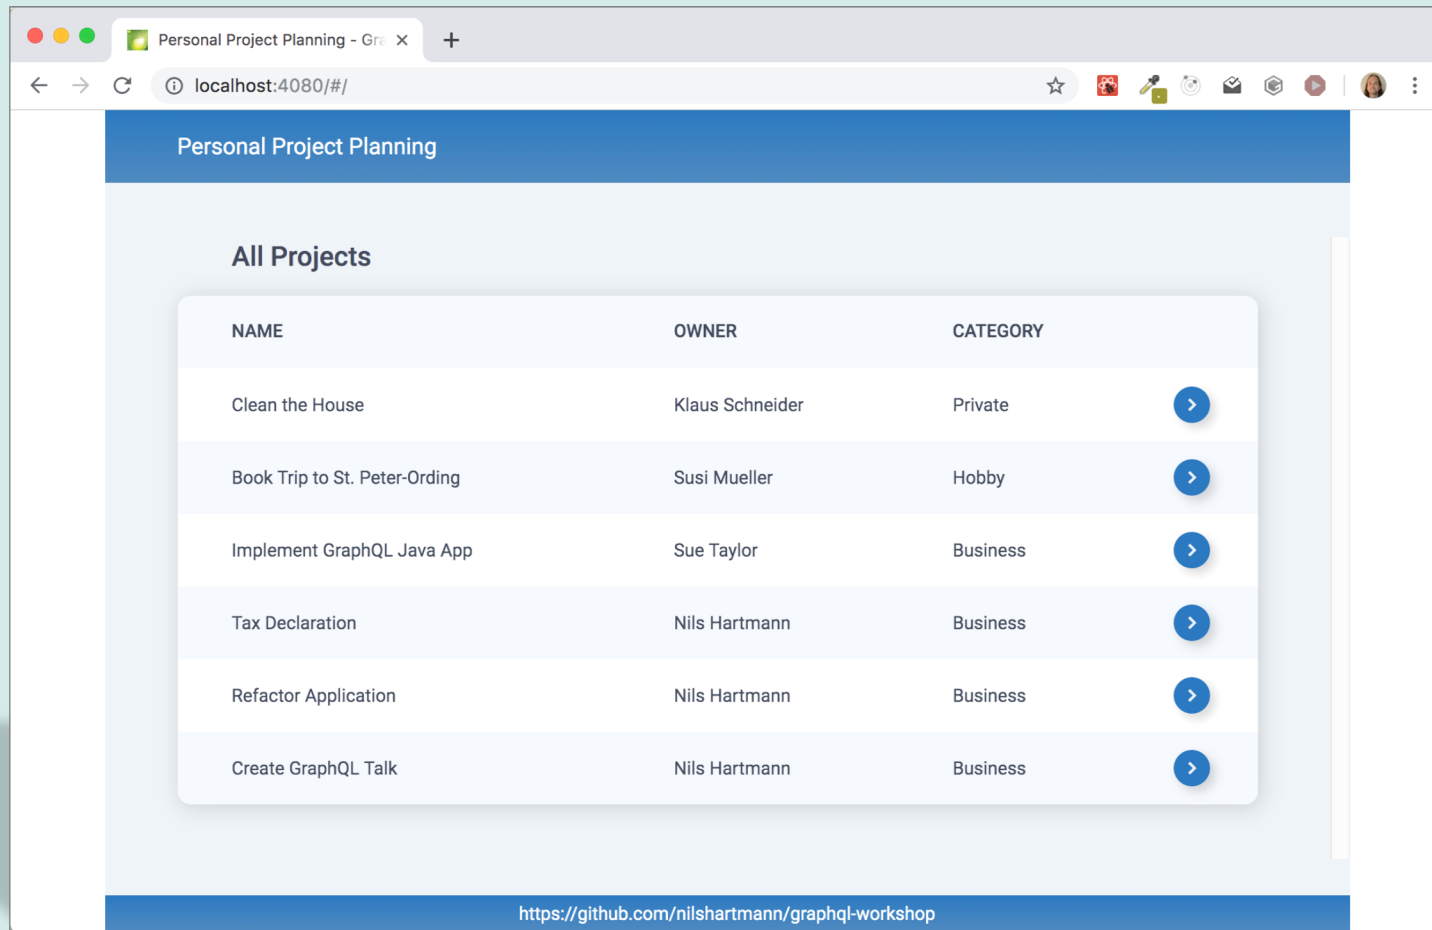 Personal Project Planning - Gra
localhost:4080/#/
Personal Project Planning
All Projects
NAME OWNER CATEGORY
Clean the House Klaus Schneider Private
Book Trip to St. Peter-Ording Susi Mueller Hobby
Implement GraphQL Java App Sue Taylor Business
Tax Declaration Nils Hartmann Business
Refactor Application Nils Hartmann Business
Create GraphQL Talk Nils Hartmann Business
https://github.com/nilshartmann/graphql-workshop